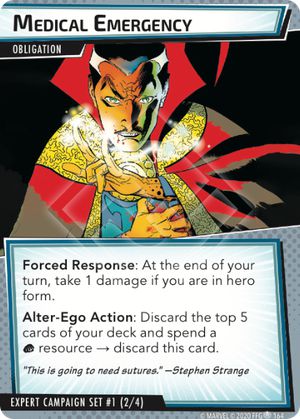 Medical Emergency
OBLIGATION
Forced Response: At the end of your
turn, take 1 damage if you are in hero
form.
Alter-Ego Action: Discard the top 5
cards of your deck and spend a
resource → discard this card.
"This is going to need sutures." —Stephen Strange
EXPERT CAMPAIGN SET #1 (2/4)
© MARVEL © 2020 FFG 164